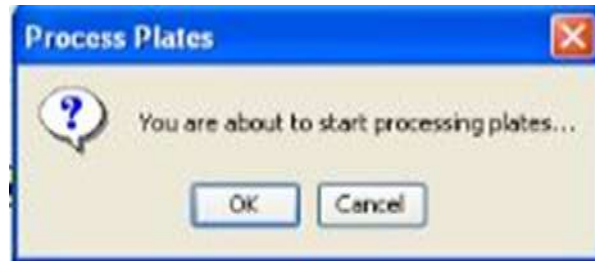 Process Plates
?
You are about to start processing plates...
OK
Cancel